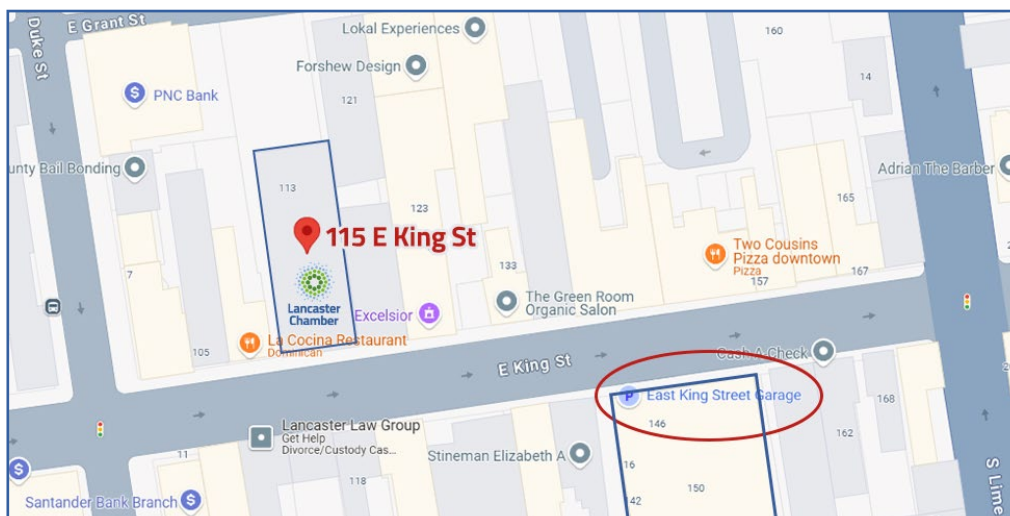 E Grant St
Duke St
Lokal Experiences
160
Forshew Design
14
PNC Bank
121
unty Bail Bonding
Adrian The Barber
113
165
123
115 E King St
Two Cousins
Pizza downtown
Pizza
157
167
133
7
The Green Room
Organic Salon
Lancaster
Chamber
Excelsior
La Cocina Restaurant
Dominican
105
Cash A Check
E King St
East King Street Garage
P
168
Lancaster Law Group
Get Help
Divorce/Custody Cas...
146
162
11
Stineman Elizabeth A
16
118
150
142
Santander Bank Branch
S Lime